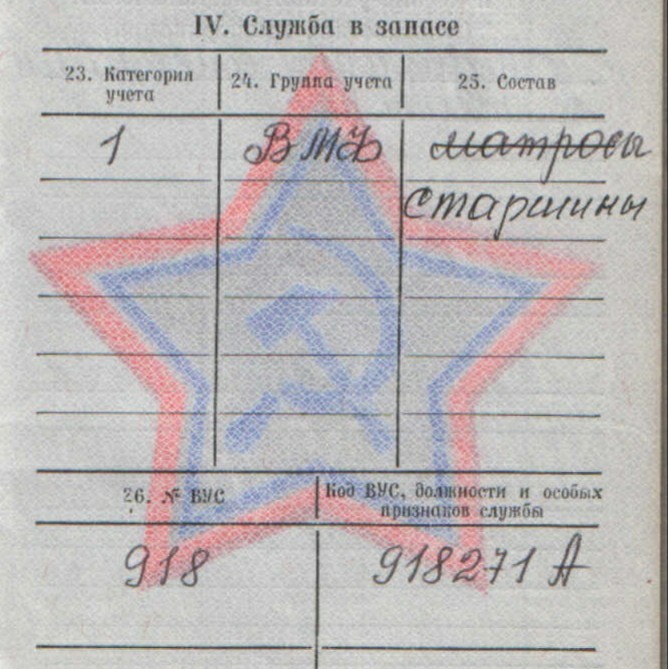 IV. Служба в запасе
23. Категория учета
24. Группа учета
25. Состав
1 ВМФ матросы
старшины
26. № ВУС
Код ВУС, должности и особых
признаков службы
918 918271 А